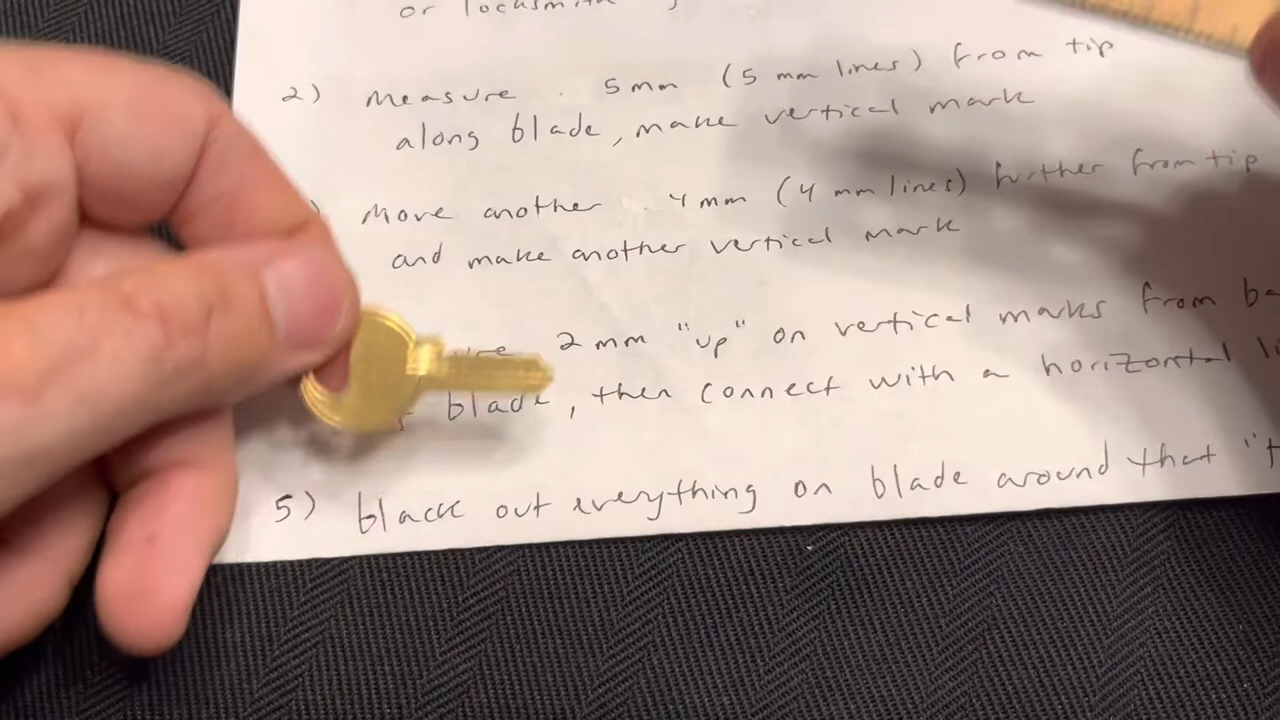 or locksmith
2) Measure 5mm (5 mm lines) from tip
along blade, make vertical mark
) Move another 4mm (4 mm lines) further from tip
and make another vertical mark
2mm "up" on vertical marks from
blade, then connect with a horizontal
5) black out everything on blade around that